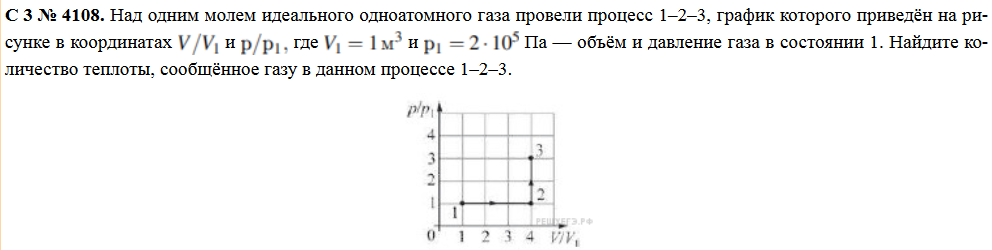 С 3 № 4108. Над одним молем идеального одноатомного газа провели процесс 1–2–3, график которого приведён на ри-
сунке в координатах V/V₁ и p/p₁, где V₁ = 1 м³ и p₁ = 2 · 10⁵ Па — объём и давление газа в состоянии 1. Найдите ко-
личество теплоты, сообщённое газу в данном процессе 1–2–3.
p/p₁
4
3 3
2
1 1 2
РЕШУЕГЭ.РФ
0 1 2 3 4 V/V₁